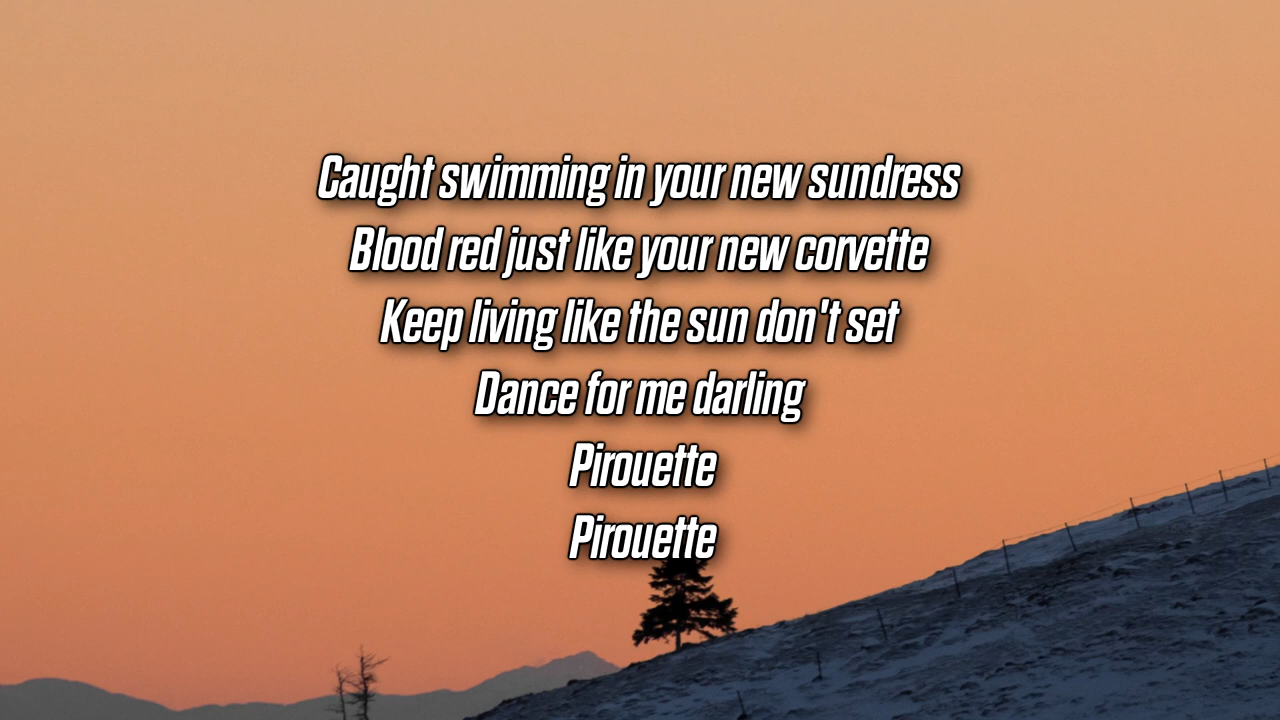 Caught swimming in your new sundress
Blood red just like your new corvette
Keep living like the sun don't set
Dance for me darling
Pirouette
Pirouette